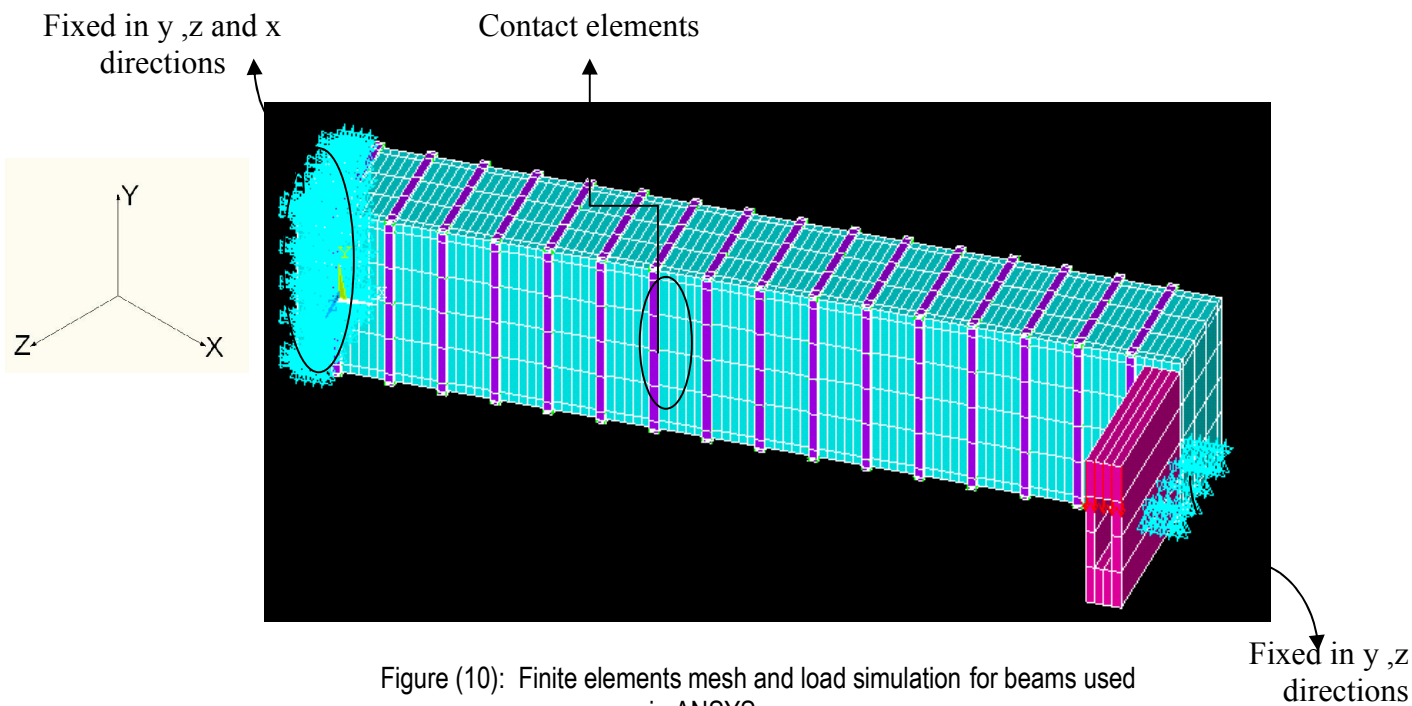 Fixed in y ,z and x
directions
Contact elements
Y
Z
X
Y
Fixed in y ,z
directions
Figure (10): Finite elements mesh and load simulation for beams used